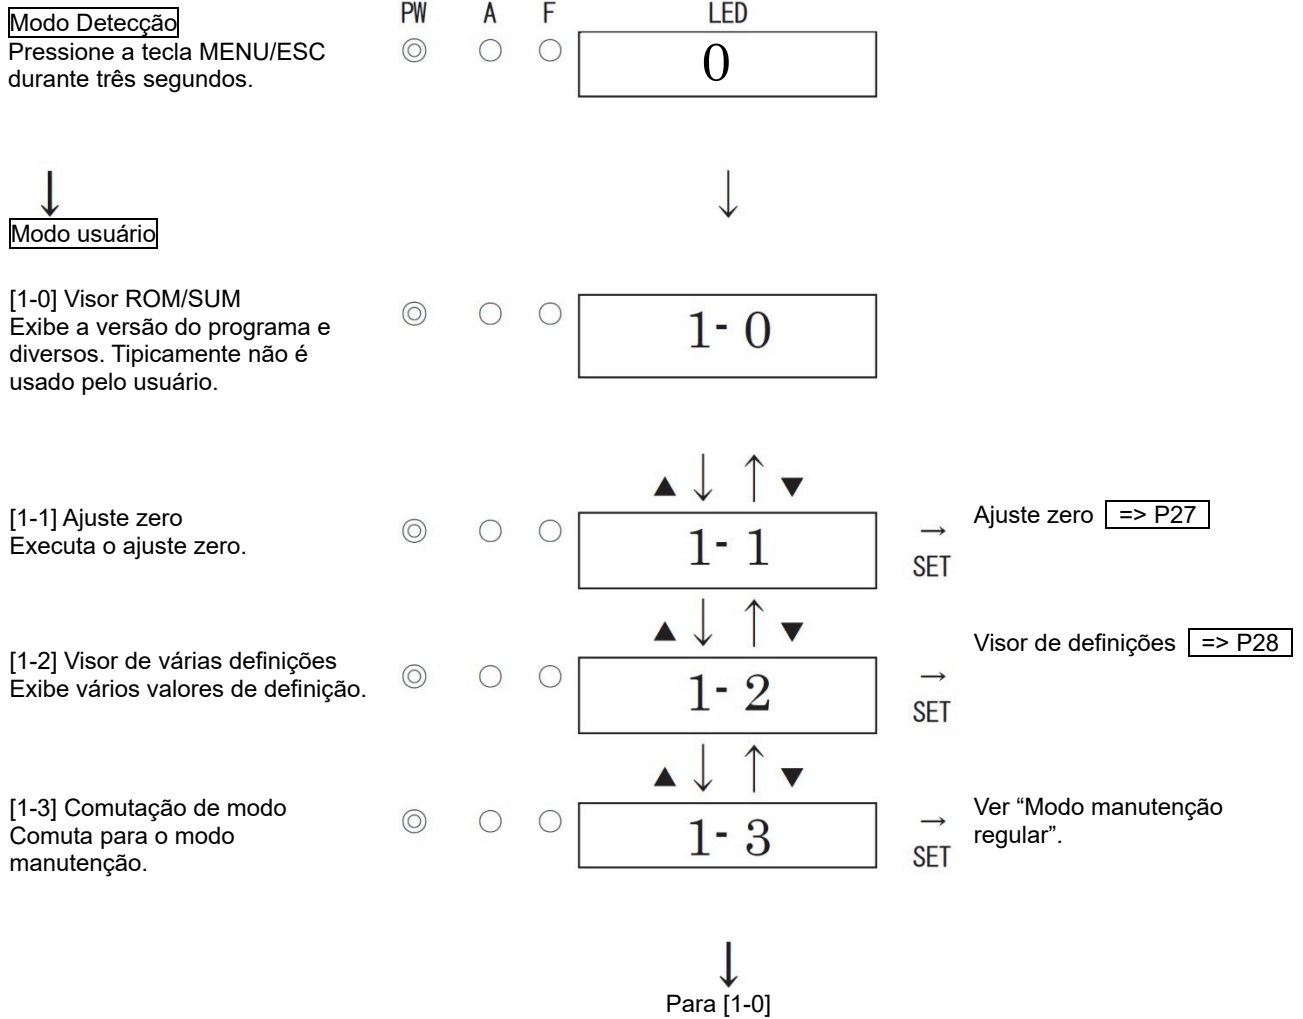 PW A F LED
Modo Detecção
Pressione a tecla MENU/ESC
durante três segundos.
0
↓ ↓
Modo usuário
[1-0] Visor ROM/SUM
Exibe a versão do programa e
diversos. Tipicamente não é
usado pelo usuário.
1- 0
▲ ↓ ↑ ▼
[1-1] Ajuste zero
Executa o ajuste zero.
1- 1
→
SET
Ajuste zero => P27
▲ ↓ ↑ ▼
[1-2] Visor de várias definições
Exibe vários valores de definição.
1- 2
→
SET
Visor de definições => P28
▲ ↓ ↑ ▼
[1-3] Comutação de modo
Comuta para o modo
manutenção.
1- 3
→
SET
Ver “Modo manutenção
regular”.
↓
Para [1-0]